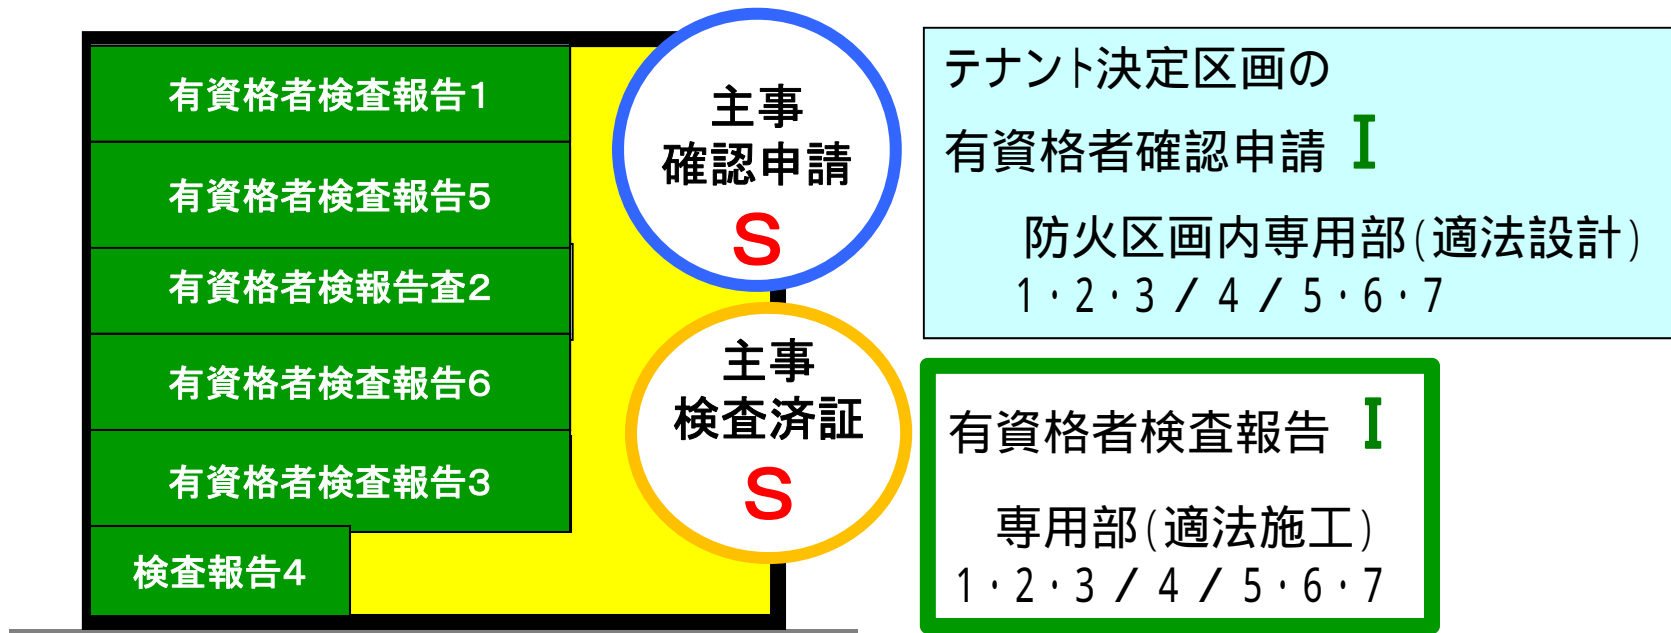 有資格者検査報告1
有資格者検査報告5
有資格者検報告査2
有資格者検査報告6
有資格者検査報告3
検査報告4
主事
確認申請
S
主事
検査済証
S
テナント決定区画の
有資格者確認申請 I
防火区画内専用部(適法設計)
1・2・3 / 4 / 5・6・7
有資格者検査報告 I
専用部(適法施工)
1・2・3 / 4 / 5・6・7